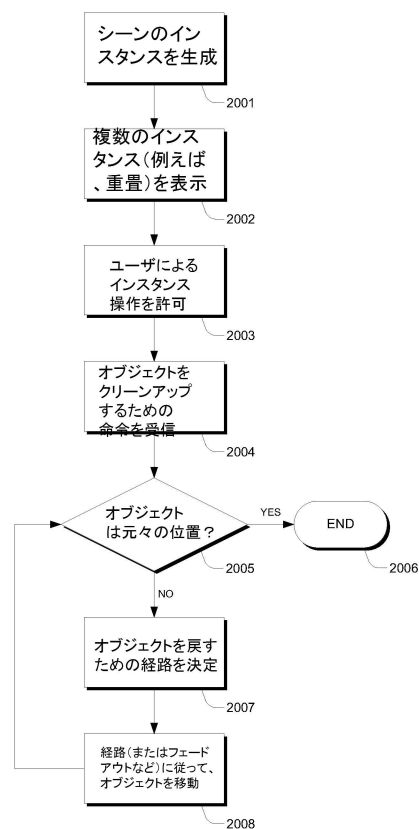 シーンのイン
スタンスを生成
2001
複数のインス
タンス(例えば
、重畳)を表示
2002
ユーザによる
インスタンス
操作を許可
2003
オブジェクトを
クリーンアップ
するための
命令を受信
2004
オブジェクト
は元々の位置?
2005
YES
END
2006
NO
オブジェクトを戻す
ための経路を決定
2007
経路(またはフェード
アウトなど)に従って、
オブジェクトを移動
2008